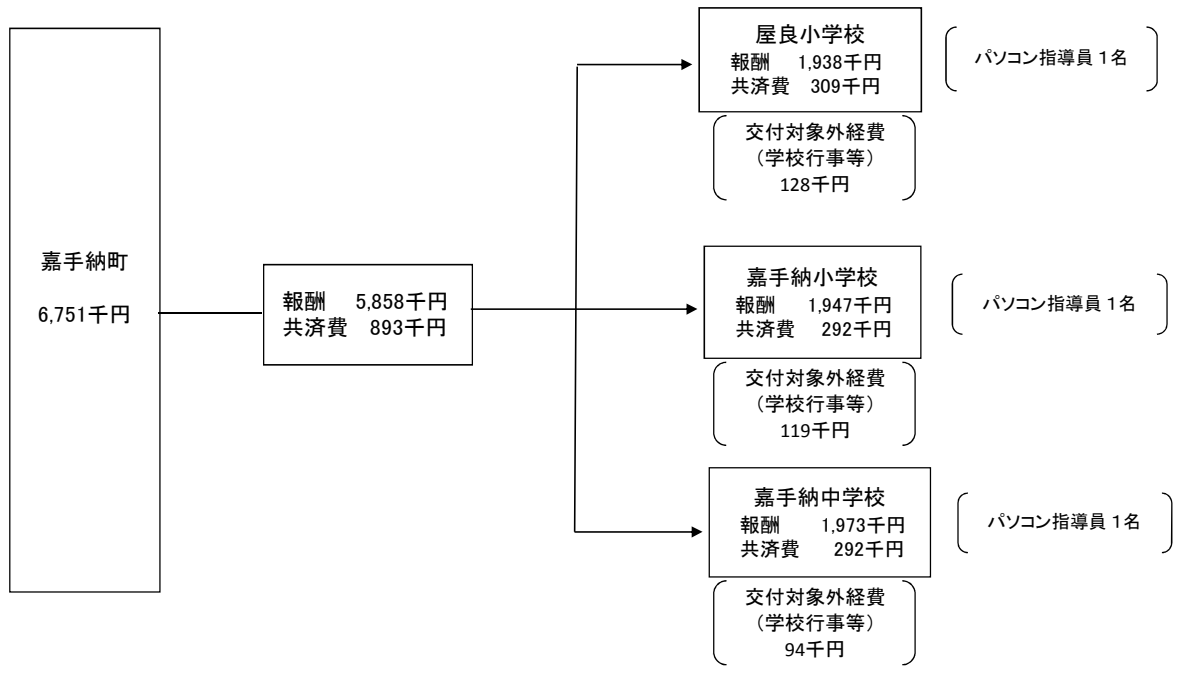 嘉手納町
6,751千円
報酬 5,858千円
共済費 893千円
屋良小学校
報酬 1,938千円
共済費 309千円
パソコン指導員１名
交付対象外経費
（学校行事等）
128千円
嘉手納小学校
報酬 1,947千円
共済費 292千円
パソコン指導員１名
交付対象外経費
（学校行事等）
119千円
嘉手納中学校
報酬 1,973千円
共済費 292千円
パソコン指導員１名
交付対象外経費
（学校行事等）
94千円